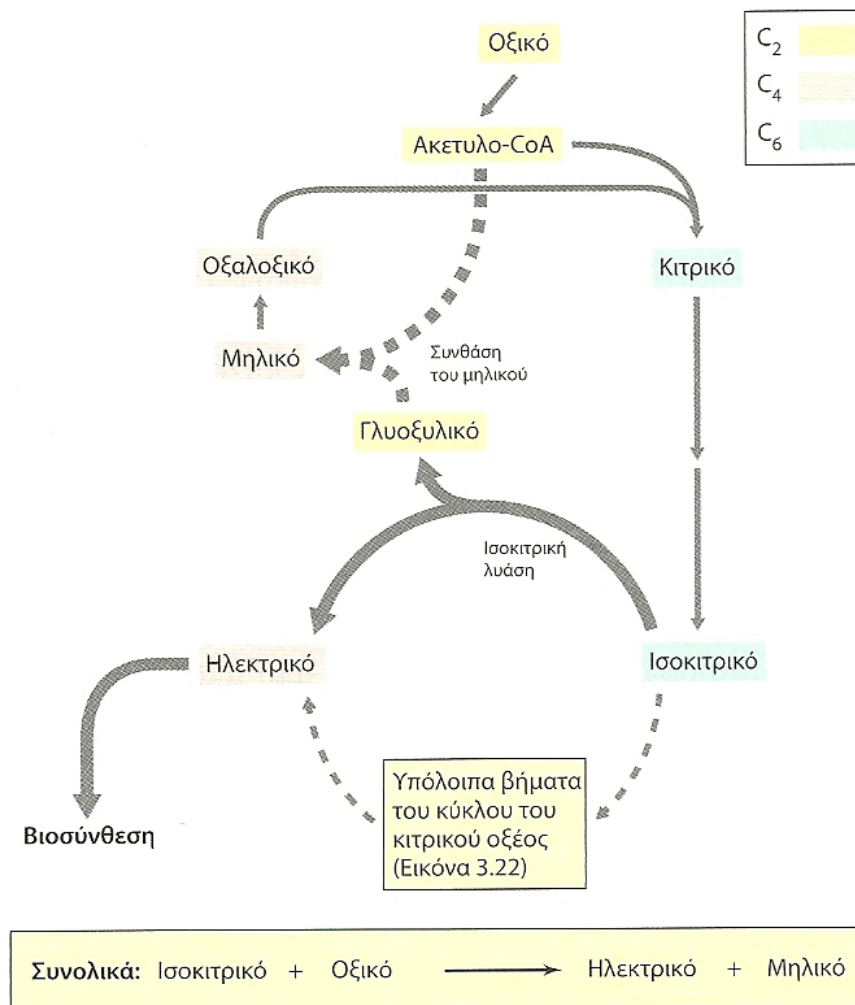 Οξικό
C2
C4
C6
Ακετυλο-CoA
Οξαλοξικό
Κιτρικό
Μηλικό
Συνθάση
του μηλικού
Γλυοξυλικό
Ισοκιτρική
λυάση
Ηλεκτρικό
Ισοκιτρικό
Υπόλοιπα βήματα
του κύκλου του
κιτρικού οξέος
(Εικόνα 3.22)
Βιοσύνθεση
Συνολικά: Ισοκιτρικό + Οξικό → Ηλεκτρικό + Μηλικό